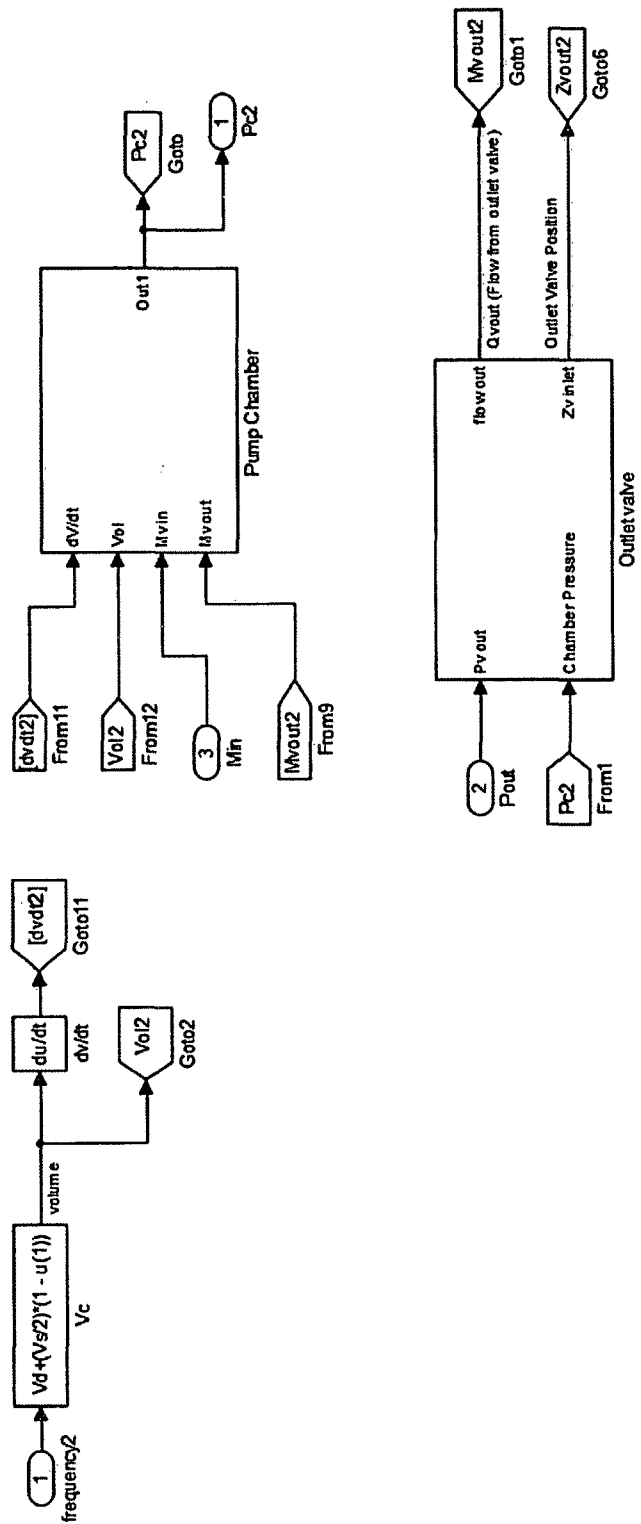 1
frequency2
Vd+(Vs/2)*(1 - u(1))
Vc
volume
du/dt
dv/dt
[dvdt2]
Goto11
Vol2
Goto2
[dvdt2]
From11
Vol2
From12
3
Min
Mvout2
From9
dV/dt
Vol
Mvin
Mvout
Out1
Pump Chamber
Pc2
Goto
1
Pc2
2
Pout
Pc2
From1
Pvout
Chamber Pressure
flowout
Zvinlet
Outlet valve
Qvout (Flow from outlet valve)
Outlet Valve Position
Mvout2
Goto1
Zvout2
Goto6